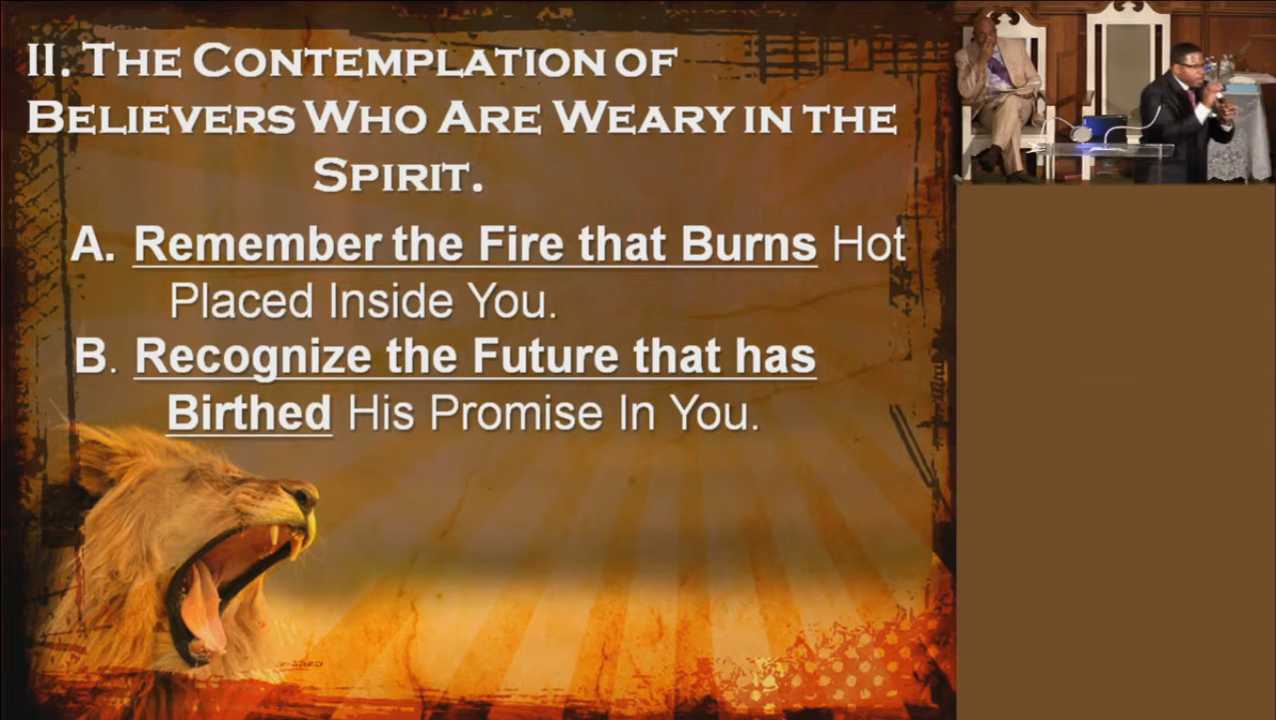 II. The Contemplation of
Believers Who Are Weary in the
Spirit.
A. Remember the Fire that Burns Hot
Placed Inside You.
B. Recognize the Future that has
Birthed His Promise In You.